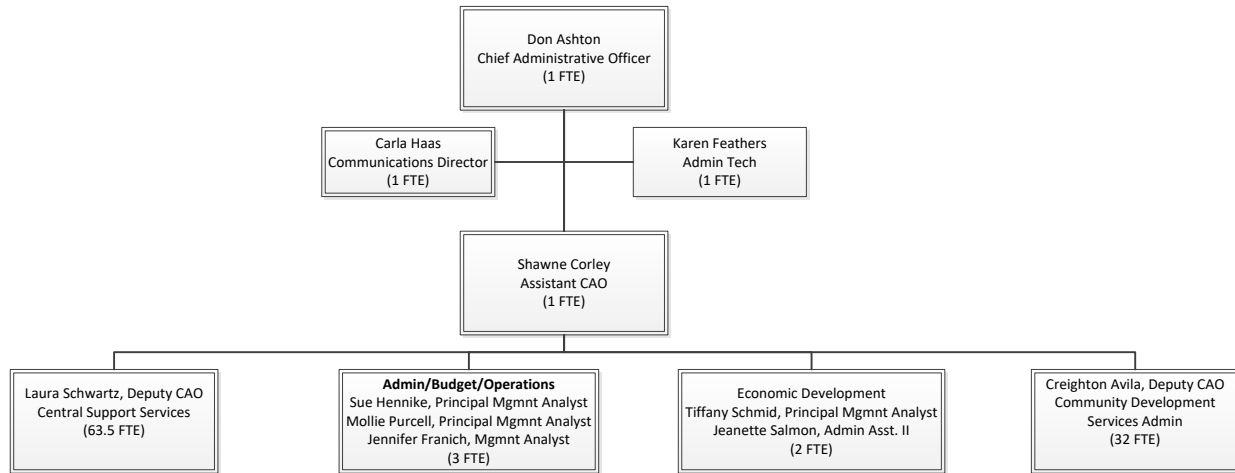 Don Ashton
Chief Administrative Officer
(1 FTE)
Carla Haas
Communications Director
(1 FTE)
Karen Feathers
Admin Tech
(1 FTE)
Shawne Corley
Assistant CAO
(1 FTE)
Laura Schwartz, Deputy CAO
Central Support Services
(63.5 FTE)
Admin/Budget/Operations
Sue Hennike, Principal Mgmnt Analyst
Mollie Purcell, Principal Mgmnt Analyst
Jennifer Franich, Mgmnt Analyst
(3 FTE)
Economic Development
Tiffany Schmid, Principal Mgmnt Analyst
Jeanette Salmon, Admin Asst. II
(2 FTE)
Creighton Avila, Deputy CAO
Community Development
Services Admin
(32 FTE)